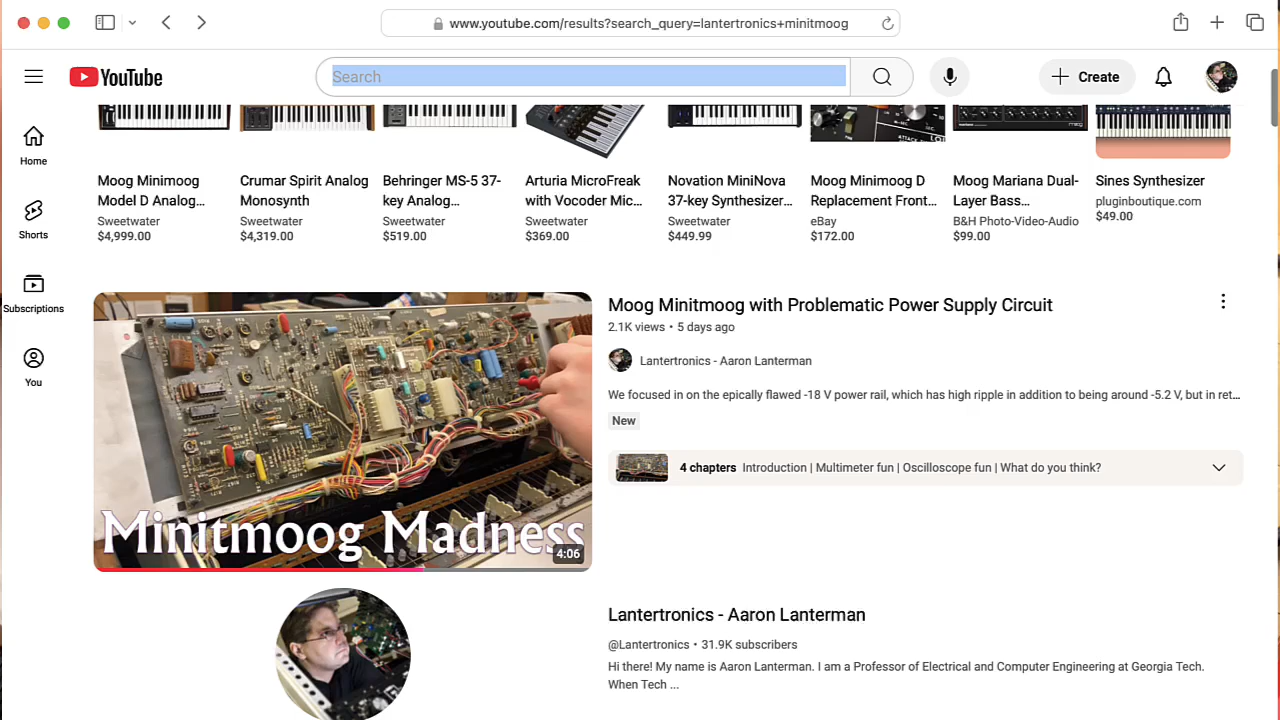 www.youtube.com/results?search_query=lantertronics+minitmoog
YouTube
Search
Create
Home
Shorts
Subscriptions
You
Moog Minimoog
Model D Analog...
Sweetwater
$4,999.00
Crumar Spirit Analog
Monosynth
Sweetwater
$4,319.00
Behringer MS-5 37-
key Analog...
Sweetwater
$519.00
Arturia MicroFreak
with Vocoder Mic...
Sweetwater
$369.00
Novation MiniNova
37-key Synthesizer...
Sweetwater
$449.99
Moog Minimoog D
Replacement Front...
eBay
$172.00
Moog Mariana Dual-
Layer Bass...
B&H Photo-Video-Audio
$99.00
Sines Synthesizer
pluginboutique.com
$49.00
Minitmoog Madness
4:06
Moog Minitmoog with Problematic Power Supply Circuit
2.1K views • 5 days ago
Lantertronics - Aaron Lanterman
We focused in on the epically flawed -18 V power rail, which has high ripple in addition to being around -5.2 V, but in ret...
New
4 chapters Introduction | Multimeter fun | Oscilloscope fun | What do you think?
Lantertronics - Aaron Lanterman
@Lantertronics • 31.9K subscribers
Hi there! My name is Aaron Lanterman. I am a Professor of Electrical and Computer Engineering at Georgia Tech.
When Tech ...